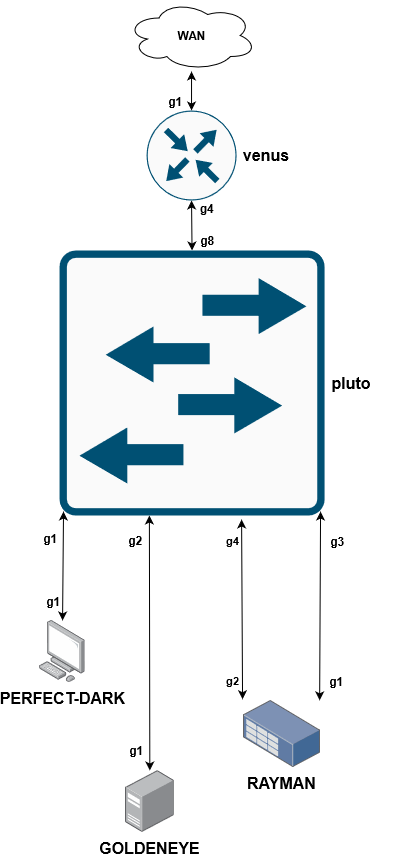 WAN
g1
venus
g4
g8
pluto
g1
g2
g4
g3
g1
PERFECT-DARK
g2
g1
RAYMAN
g1
GOLDENEYE